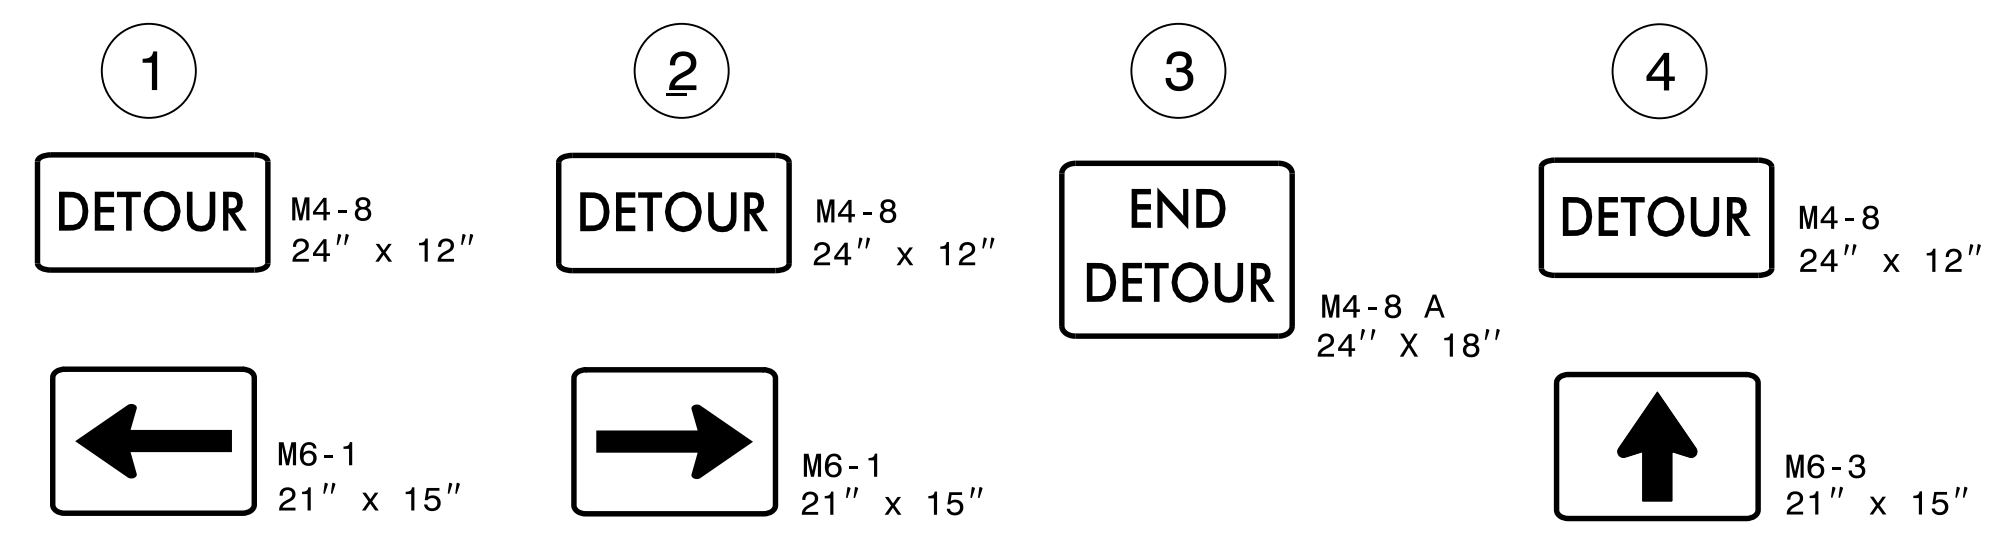 1
DETOUR
M4-8
24" x 12"
M6-1
21" x 15"
2
DETOUR
M4-8
24" x 12"
M6-1
21" x 15"
3
END
DETOUR
M4-8 A
24" X 18"
4
DETOUR
M4-8
24" x 12"
M6-3
21" x 15"